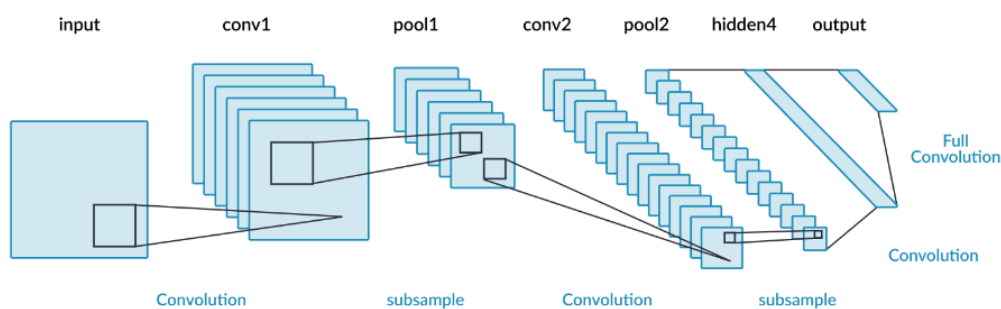 input conv1 pool1 conv2 pool2 hidden4 output
Full
Convolution
Convolution
Convolution subsample Convolution subsample